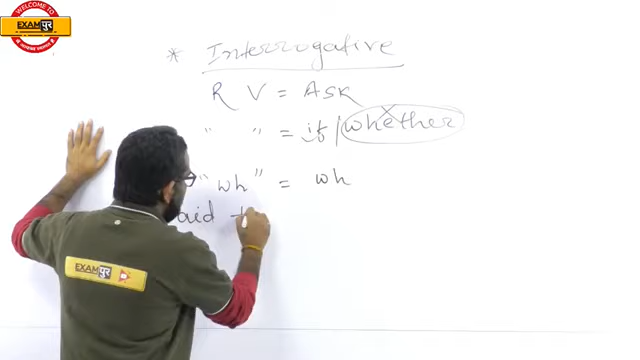 WELCOME TO
EXAMपुर
* Interrogative
R V = Ask
" " = if / whether
"wh" = wh
aid t
EXAMपुर